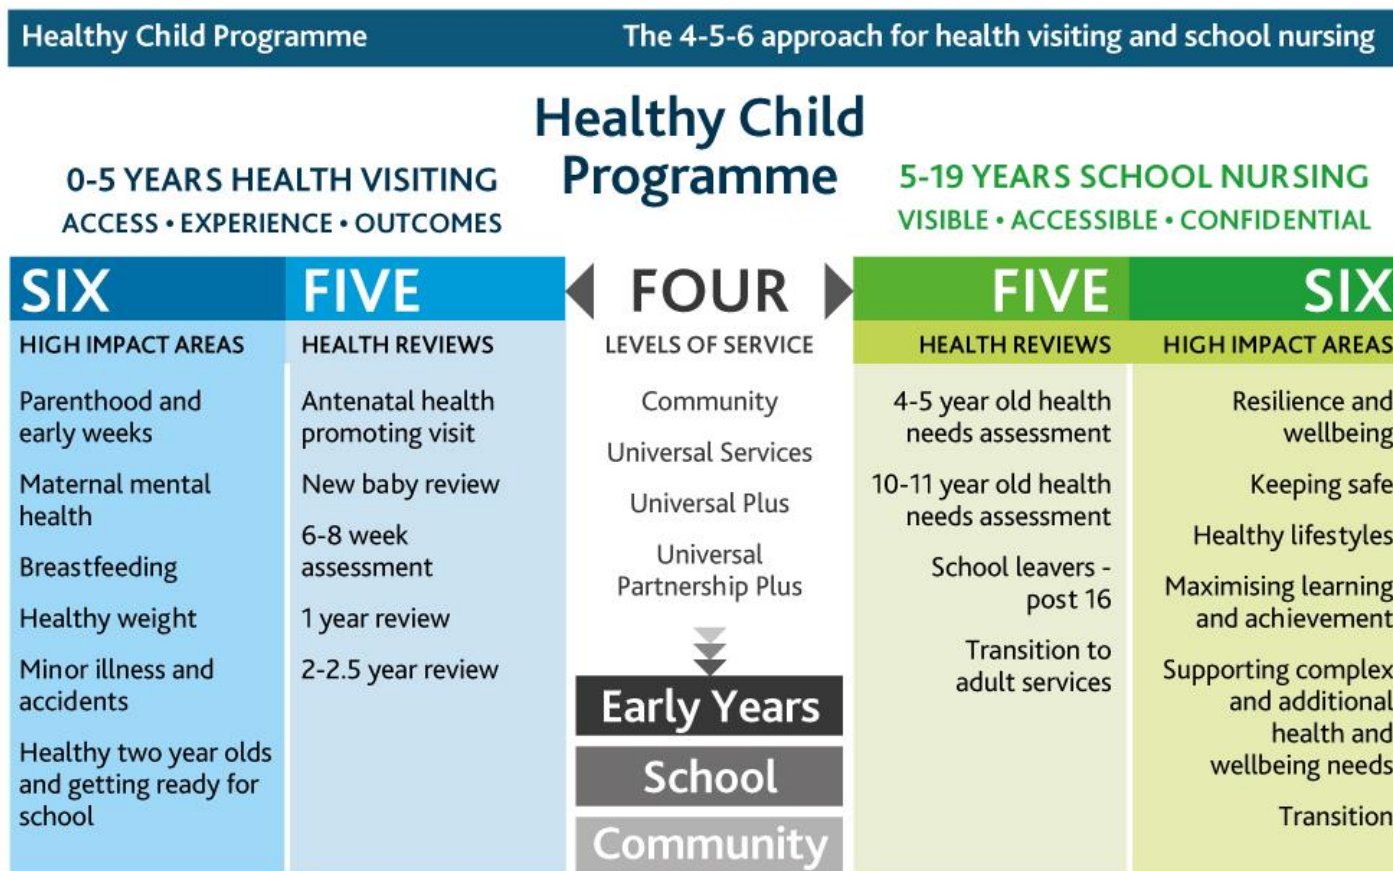 Healthy Child Programme
The 4-5-6 approach for health visiting and school nursing
Healthy Child
Programme
0-5 YEARS HEALTH VISITING
ACCESS • EXPERIENCE • OUTCOMES
5-19 YEARS SCHOOL NURSING
VISIBLE • ACCESSIBLE • CONFIDENTIAL
SIX
HIGH IMPACT AREAS
Parenthood and
early weeks
Maternal mental
health
Breastfeeding
Healthy weight
Minor illness and
accidents
Healthy two year olds
and getting ready for
school
FIVE
HEALTH REVIEWS
Antenatal health
promoting visit
New baby review
6-8 week
assessment
1 year review
2-2.5 year review
FOUR
LEVELS OF SERVICE
Community
Universal Services
Universal Plus
Universal
Partnership Plus
Early Years
School
Community
FIVE
HEALTH REVIEWS
4-5 year old health
needs assessment
10-11 year old health
needs assessment
School leavers -
post 16
Transition to
adult services
SIX
HIGH IMPACT AREAS
Resilience and
wellbeing
Keeping safe
Healthy lifestyles
Maximising learning
and achievement
Supporting complex
and additional
health and
wellbeing needs
Transition